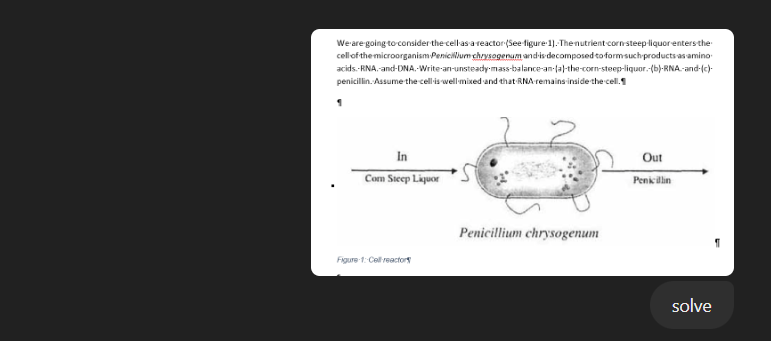 We are going to consider the cell as a reactor (See figure 1). The nutrient corn steep liquor enters the
cell of the microorganism Penicillium chrysogenum and is decomposed to form such products as amino
acids, RNA, and DNA. Write an unsteady mass balance on (a) the corn steep liquor, (b) RNA, and (c)
penicillin. Assume the cell is well mixed and that RNA remains inside the cell.¶
¶
In
Out
Corn Steep Liquor
Penicillin
Penicillium chrysogenum
¶
Figure 1: Cell reactor¶
solve